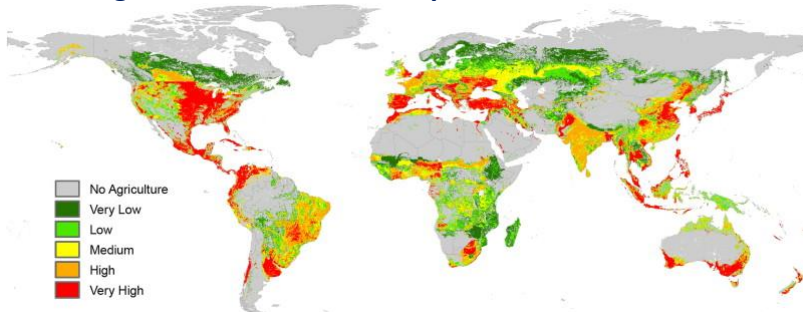 No Agriculture
Very Low
Low
Medium
High
Very High